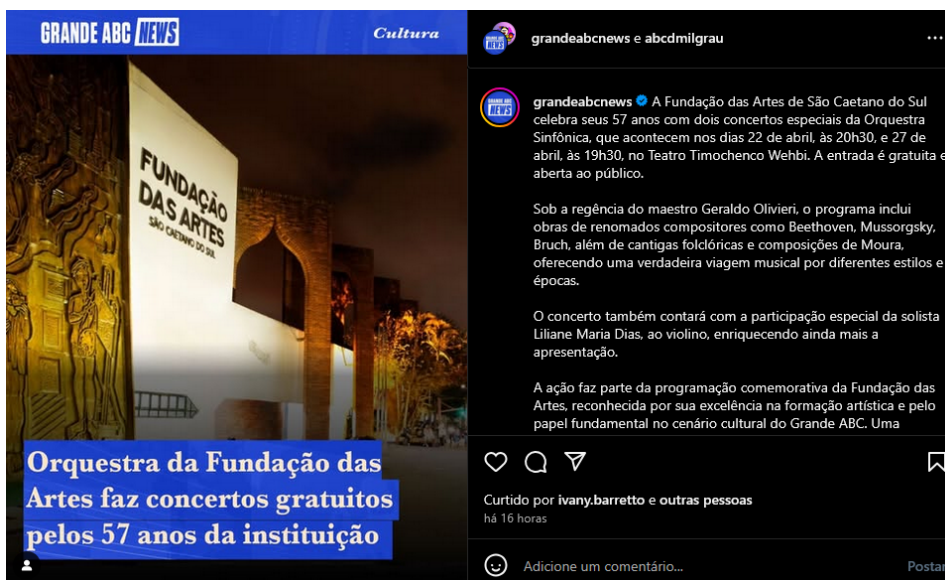 GRANDE ABC NEWS
Cultura
FUNDAÇÃO
DAS ARTES
SÃO CAETANO DO SUL
Orquestra da Fundação das
Artes faz concertos gratuitos
pelos 57 anos da instituição
grandeabcnews e abcdmilgrau
grandeabcnews A Fundação das Artes de São Caetano do Sul
celebra seus 57 anos com dois concertos especiais da Orquestra
Sinfônica, que acontecem nos dias 22 de abril, às 20h30, e 27 de
abril, às 19h30, no Teatro Timochenco Wehbi. A entrada é gratuita e
aberta ao público.
Sob a regência do maestro Geraldo Olivieri, o programa inclui
obras de renomados compositores como Beethoven, Mussorgsky,
Bruch, além de cantigas folclóricas e composições de Moura,
oferecendo uma verdadeira viagem musical por diferentes estilos e
épocas.
O concerto também contará com a participação especial da solista
Liliane Maria Dias, ao violino, enriquecendo ainda mais a
apresentação.
A ação faz parte da programação comemorativa da Fundação das
Artes, reconhecida por sua excelência na formação artística e pelo
papel fundamental no cenário cultural do Grande ABC. Uma
Curtido por ivany.barretto e outras pessoas
há 16 horas
Adicione um comentário...
Postar